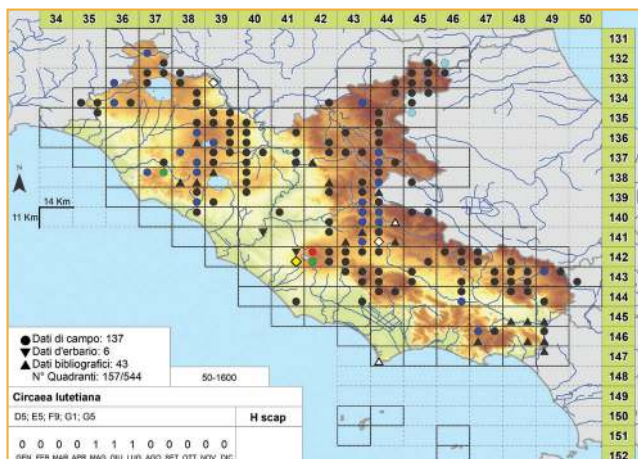 34 35 36 37 38 39 40 41 42 43 44 45 46 47 48 49 50
131
132
133
134
135
136
137
138
139
140
141
142
143
144
145
146
147
148
149
150
151
152
N
14 Km
11 Km
Dati di campo: 137
Dati d'erbario: 6
Dati bibliografici: 43
N° Quadranti: 157/544
50-1600
Circaea lutetiana
D5; E5; F9; G1; G5
H scap
0 0 0 0 1 1 1 0 0 0 0 0
GEN FEB MAR APR MAG GIU LUG AGO SET OTT NOV DIC